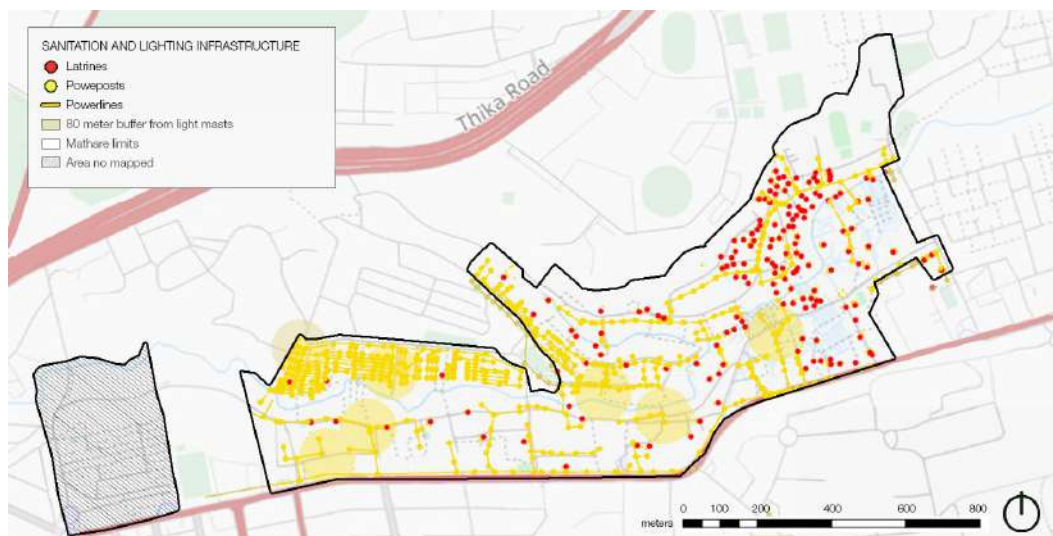 SANITATION AND LIGHTING INFRASTRUCTURE
Latrines
Poweposts
Powerlines
80 meter buffer from light masts
Mathare limits
Area no mapped
Thika Road
meters 0 100 200 400 600 800